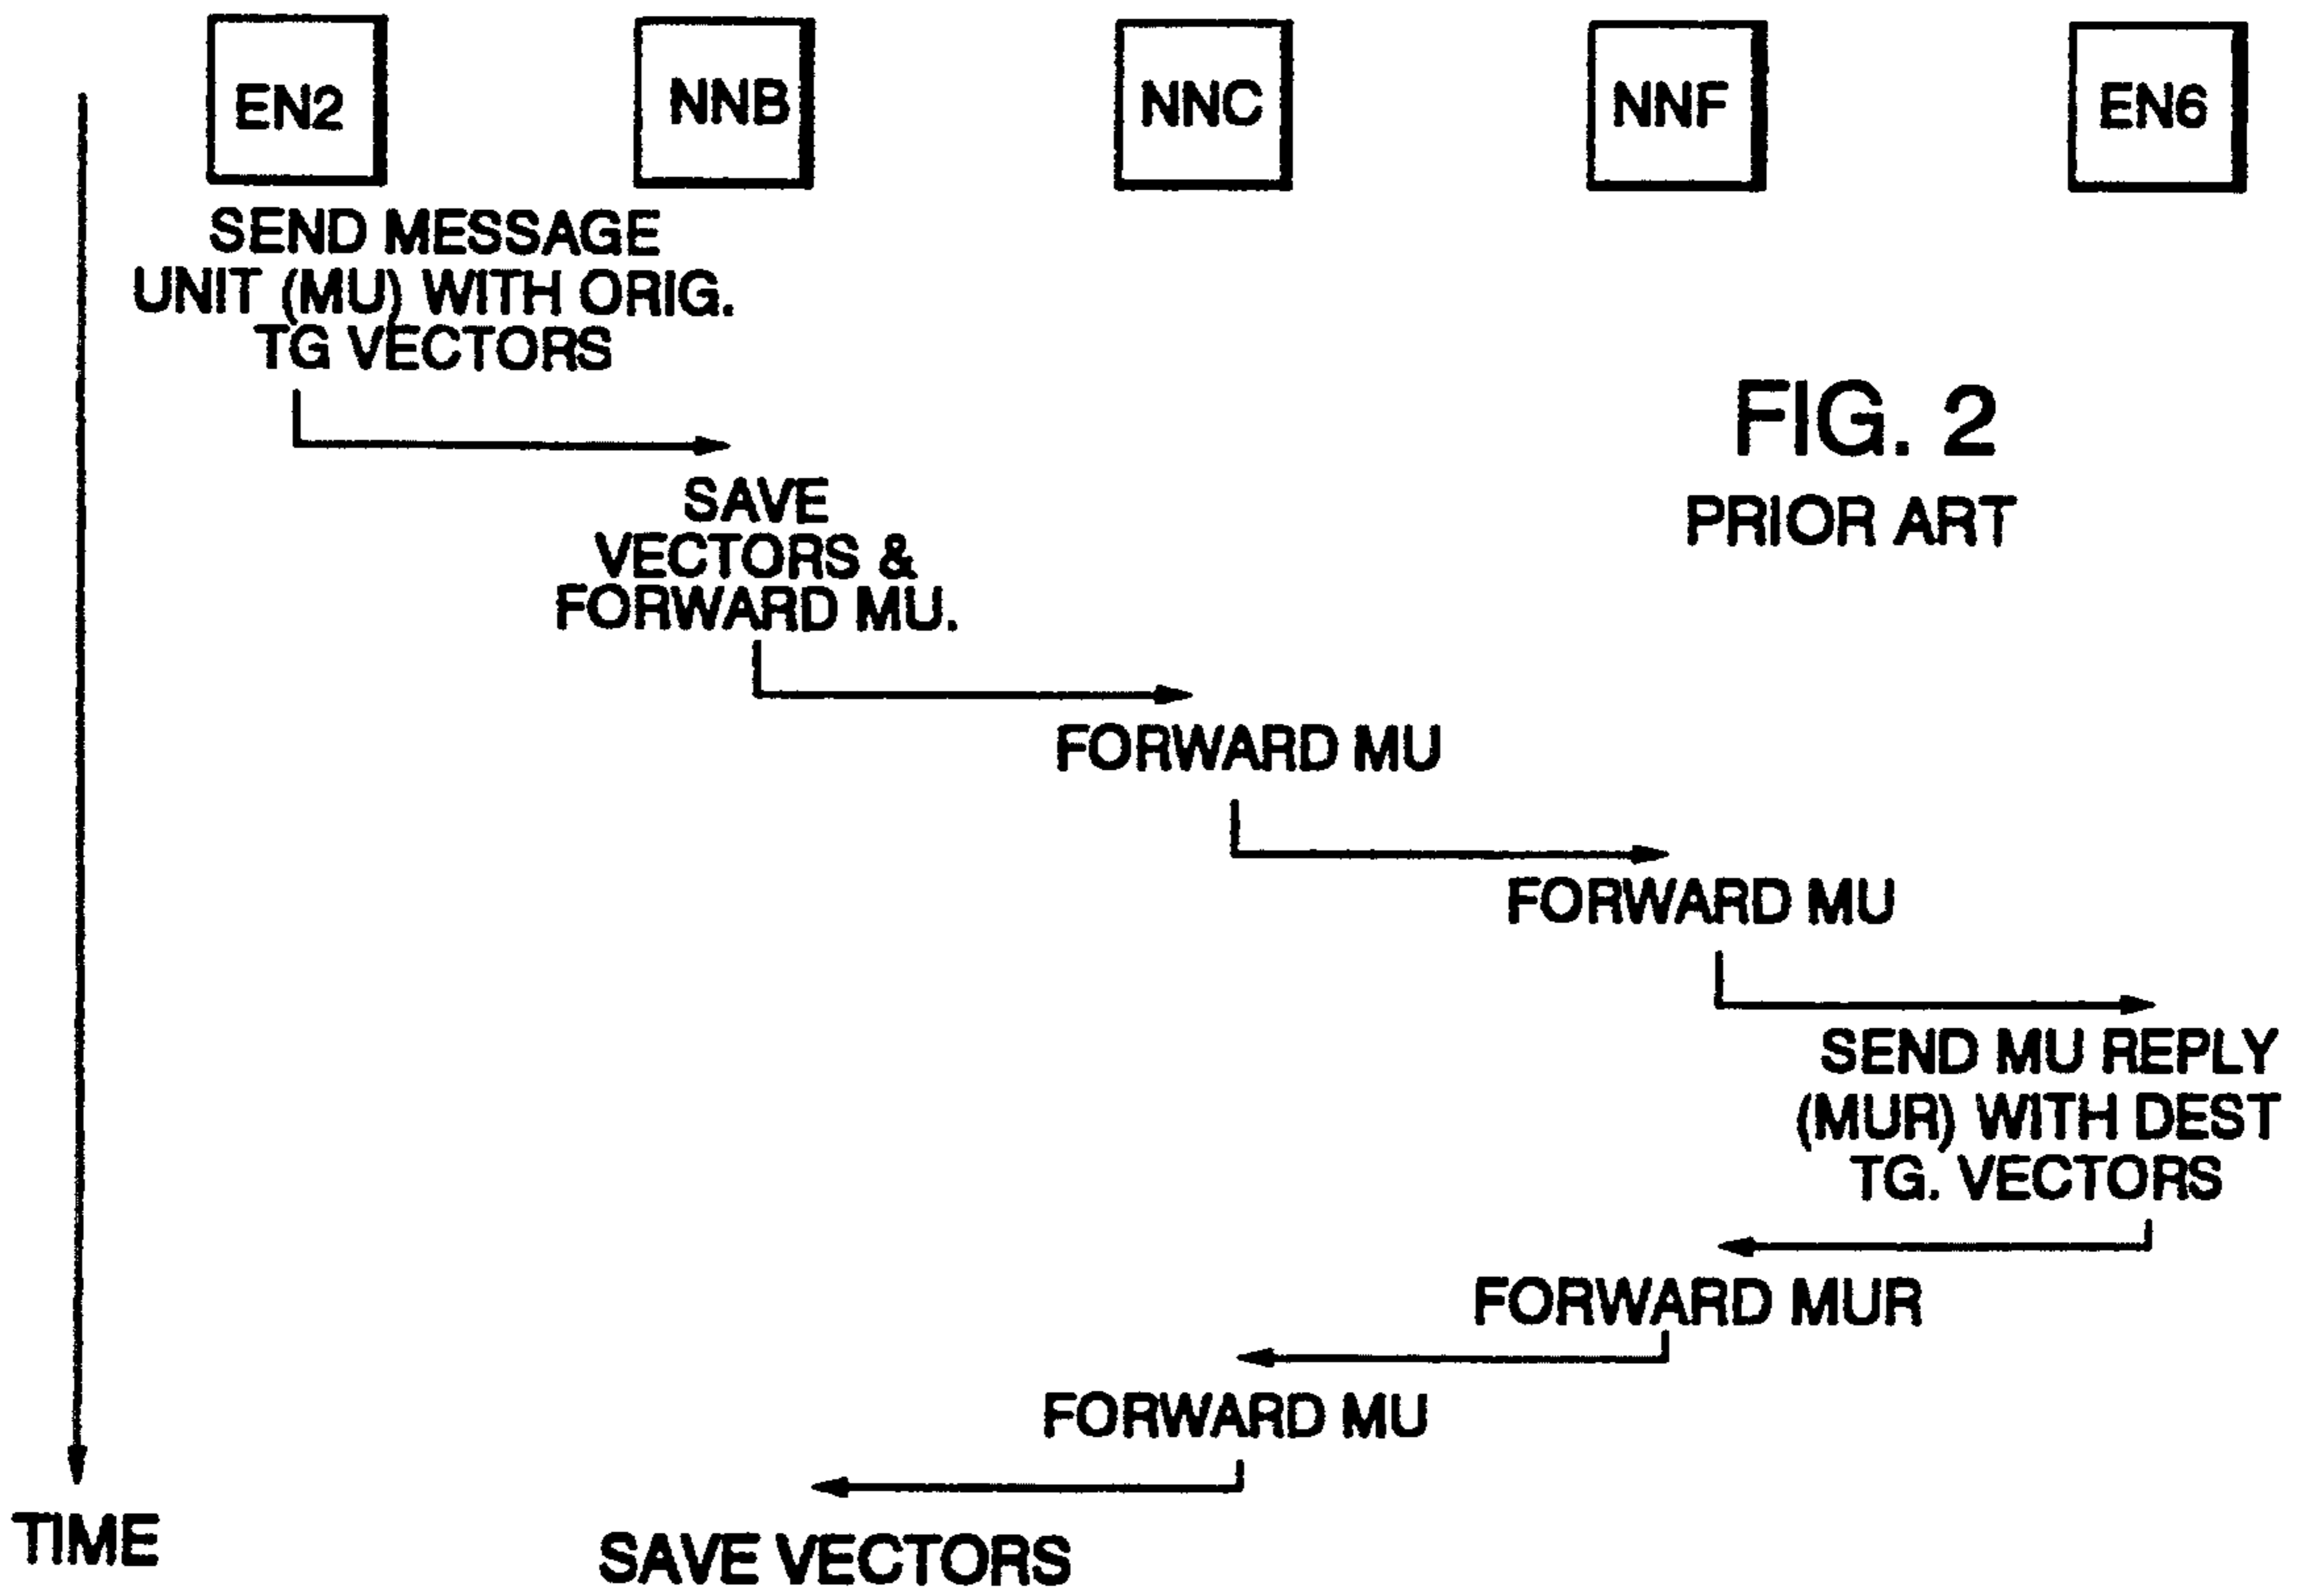 EN2
NNB
NNC
NNF
EN6
SEND MESSAGE
UNIT (MU) WITH ORIG.
TG VECTORS
FIG. 2
PRIOR ART
SAVE
VECTORS &
FORWARD MU.
FORWARD MU
FORWARD MU
SEND MU REPLY
(MUR) WITH DEST
TG. VECTORS
FORWARD MUR
FORWARD MU
TIME
SAVE VECTORS